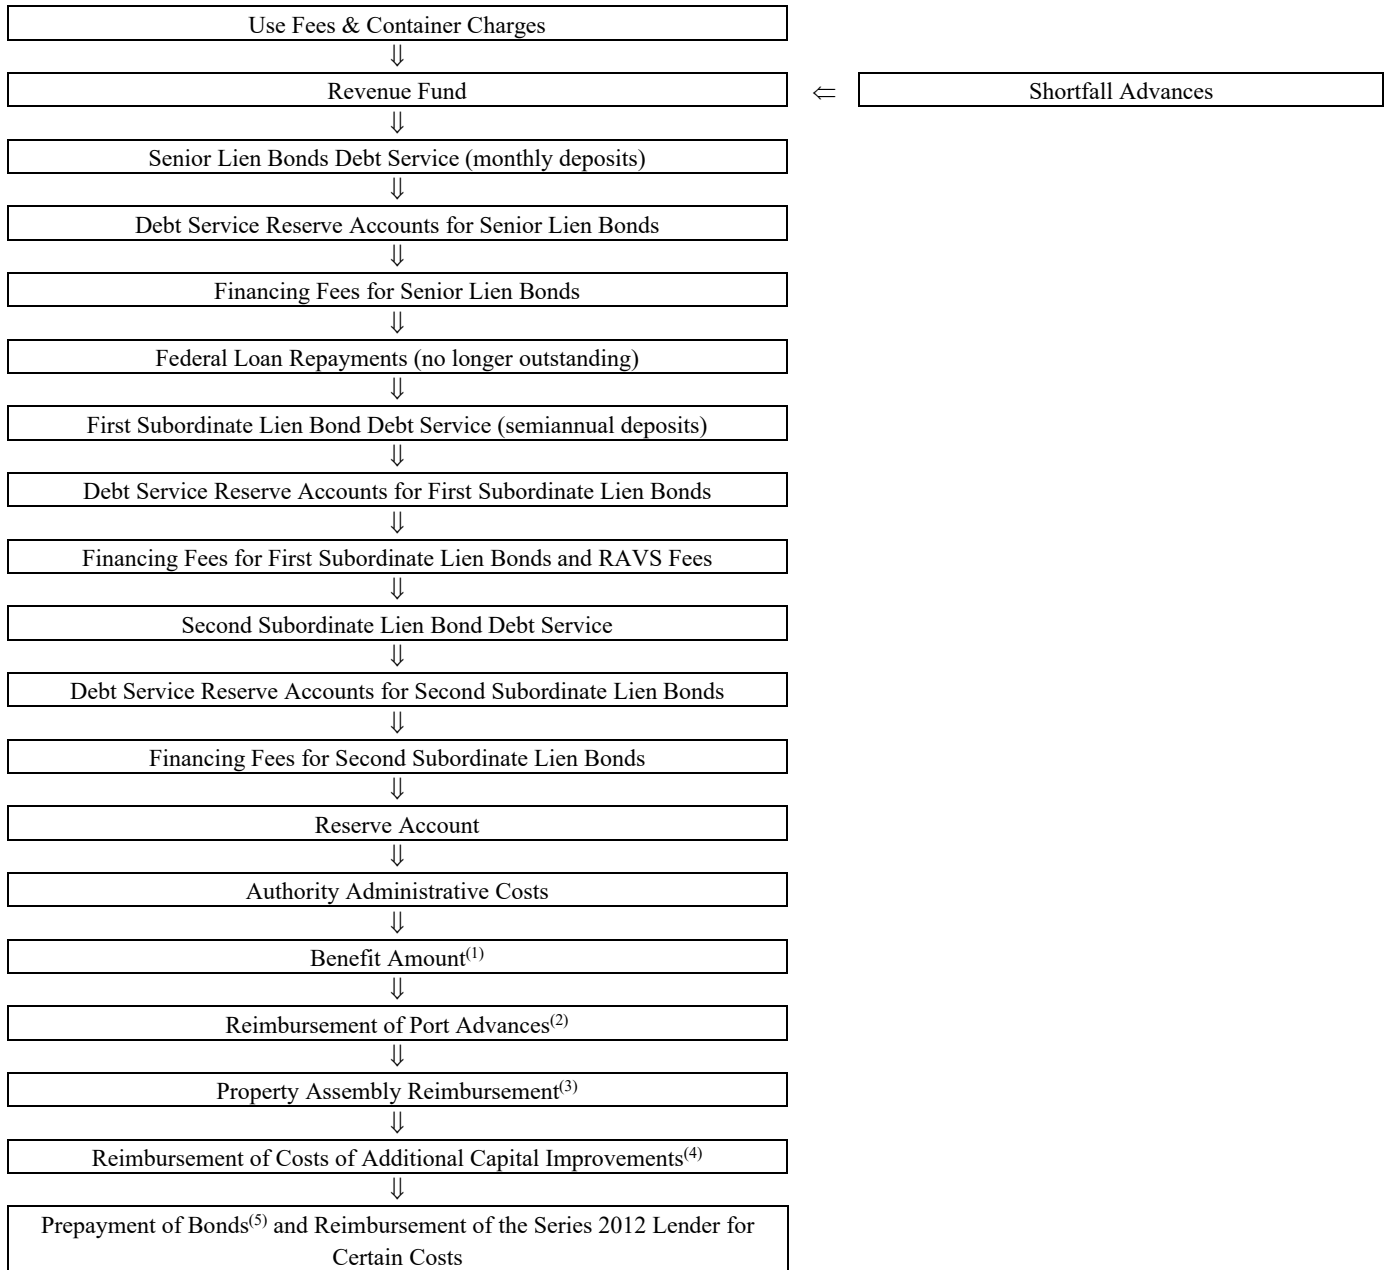 Use Fees & Container Charges
⇓
Revenue Fund ⇐ Shortfall Advances
⇓
Senior Lien Bonds Debt Service (monthly deposits)
⇓
Debt Service Reserve Accounts for Senior Lien Bonds
⇓
Financing Fees for Senior Lien Bonds
⇓
Federal Loan Repayments (no longer outstanding)
⇓
First Subordinate Lien Bond Debt Service (semiannual deposits)
⇓
Debt Service Reserve Accounts for First Subordinate Lien Bonds
⇓
Financing Fees for First Subordinate Lien Bonds and RAVS Fees
⇓
Second Subordinate Lien Bond Debt Service
⇓
Debt Service Reserve Accounts for Second Subordinate Lien Bonds
⇓
Financing Fees for Second Subordinate Lien Bonds
⇓
Reserve Account
⇓
Authority Administrative Costs
⇓
Benefit Amount(1)
⇓
Reimbursement of Port Advances(2)
⇓
Property Assembly Reimbursement(3)
⇓
Reimbursement of Costs of Additional Capital Improvements(4)
⇓
Prepayment of Bonds(5) and Reimbursement of the Series 2012 Lender for
Certain Costs